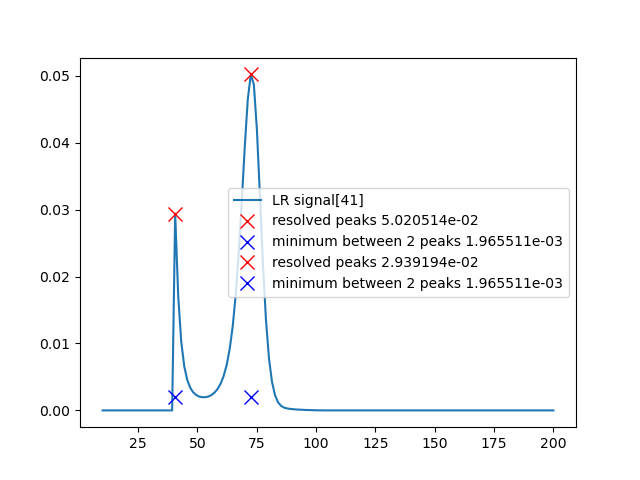 0.05
0.04
0.03
0.02
0.01
0.00
LR signal[41]
resolved peaks 5.020514e-02
minimum between 2 peaks 1.965511e-03
resolved peaks 2.939194e-02
minimum between 2 peaks 1.965511e-03
25 50 75 100 125 150 175 200